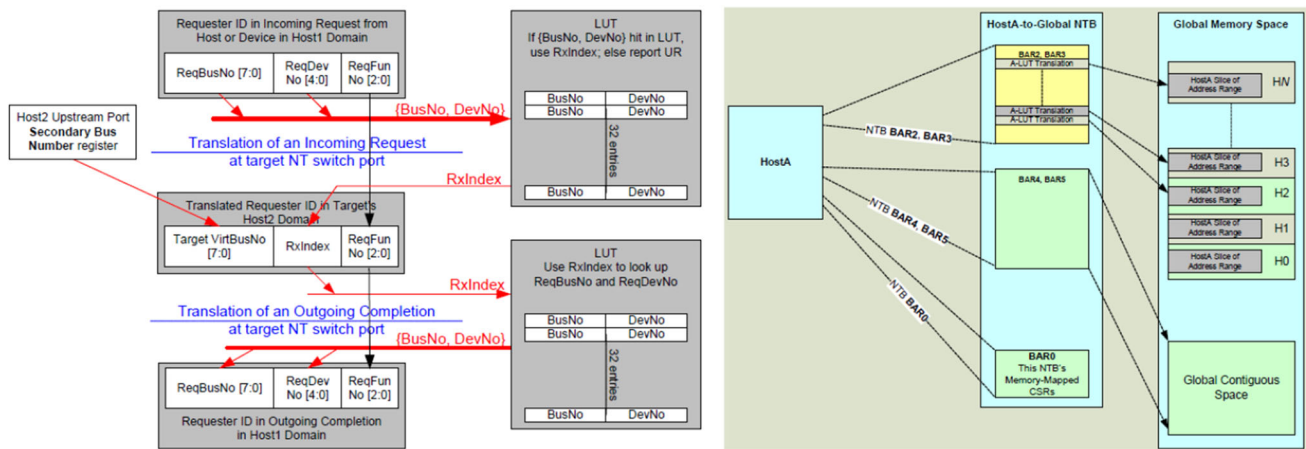 Requester ID in Incoming Request from
Host or Device in Host1 Domain
ReqBusNo [7:0]
ReqDev
No [4:0]
ReqFun
No [2:0]
LUT
If {BusNo, DevNo} hit in LUT,
use RxIndex; else report UR
BusNo
DevNo
BusNo
DevNo
32 entries
BusNo
DevNo
{BusNo, DevNo}
Host2 Upstream Port
Secondary Bus
Number register
Translation of an Incoming Request
at target NT switch port
RxIndex
Translated Requester ID in Target's
Host2 Domain
Target VirtBusNo
[7:0]
RxIndex
ReqFun
No [2:0]
LUT
Use RxIndex to look up
ReqBusNo and ReqDevNo
RxIndex
BusNo
DevNo
BusNo
DevNo
32 entries
BusNo
DevNo
Translation of an Outgoing Completion
at target NT switch port
{BusNo, DevNo}
ReqBusNo [7:0]
ReqDev
No [4:0]
ReqFun
No [2:0]
Requester ID in Outgoing Completion
in Host1 Domain
HostA
NTB BAR2, BAR3
NTB BAR4, BAR5
NTB BAR0
HostA-to-Global NTB
BAR2, BAR3
A-LUT Translation
A-LUT Translation
A-LUT Translation
BAR4, BAR5
BAR0
This NTB's
Memory-Mapped
CSRs
Global Memory Space
HostA Slice of
Address Range
HN
HostA Slice of
Address Range
H3
HostA Slice of
Address Range
H2
HostA Slice of
Address Range
H1
HostA Slice of
Address Range
H0
Global Contiguous
Space